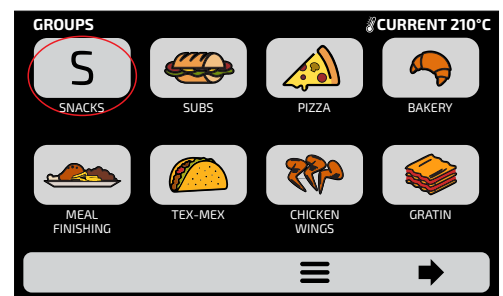 GROUPS
CURRENT 210°C
S
SNACKS
SUBS
PIZZA
BAKERY
MEAL
FINISHING
TEX-MEX
CHICKEN
WINGS
GRATIN